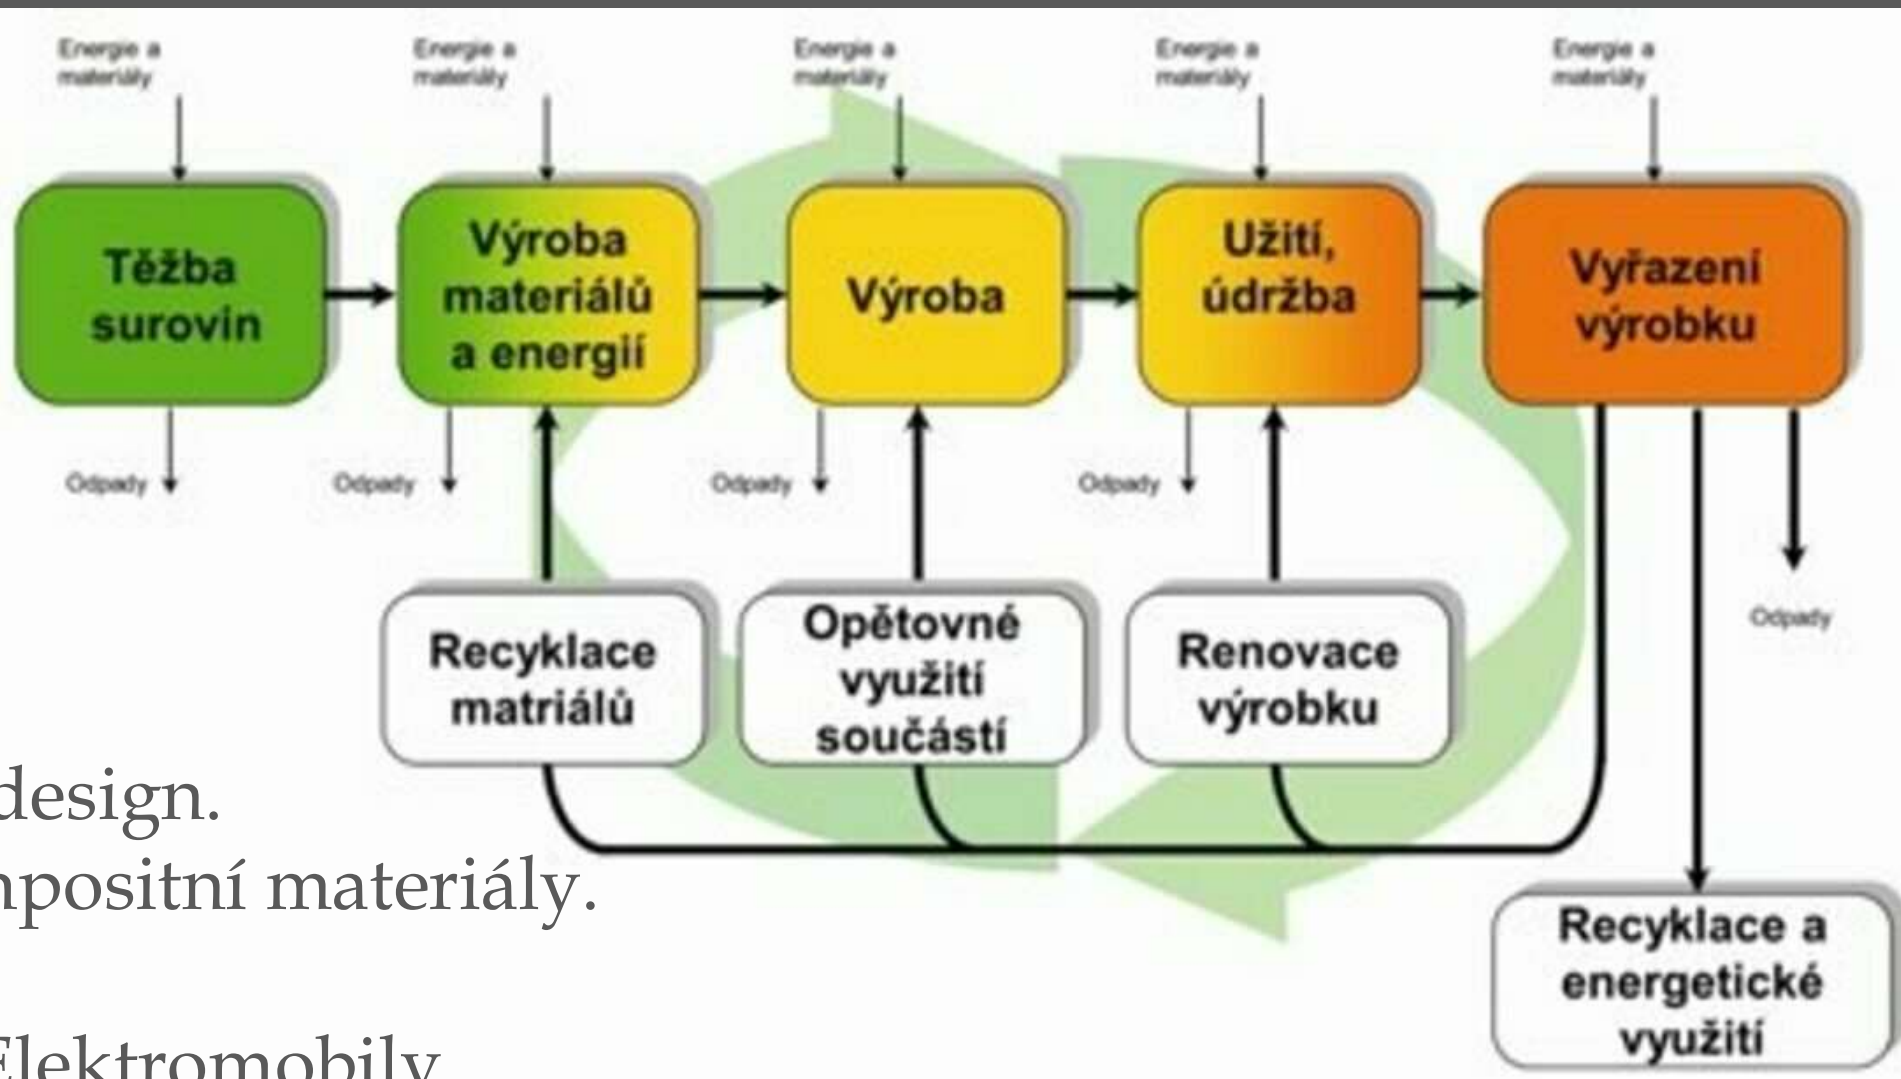 Energie a
materiály
Energie a
materiály
Energie a
materiály
Energie a
materiály
Energie a
materiály
Těžba
surovin
Výroba
materiálů
a energií
Výroba
Užití,
údržba
Vyřazení
výrobku
Odpady
Odpady
Odpady
Odpady
Odpady
Recyklace
matriálů
Opětovné
využití
součástí
Renovace
výrobku
Recyklace a
energetické
využití
design.
npositní materiály.
Elektromobily